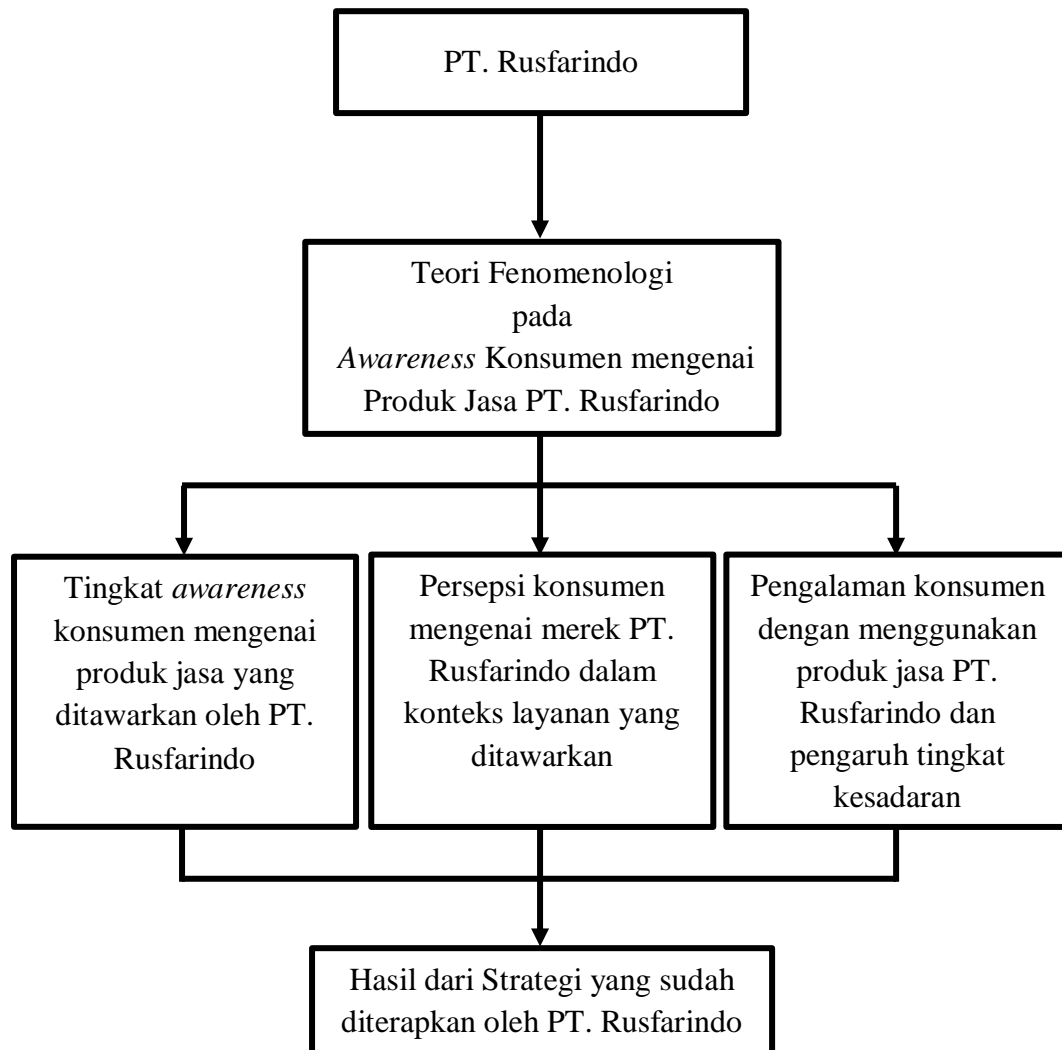 PT. Rusfarindo
Teori Fenomenologi
pada
Awareness Konsumen mengenai
Produk Jasa PT. Rusfarindo
Tingkat awareness
konsumen mengenai
produk jasa yang
ditawarkan oleh PT.
Rusfarindo
Persepsi konsumen
mengenai merek PT.
Rusfarindo dalam
konteks layanan yang
ditawarkan
Pengalaman konsumen
dengan menggunakan
produk jasa PT.
Rusfarindo dan
pengaruh tingkat
kesadaran
Hasil dari Strategi yang sudah
diterapkan oleh PT. Rusfarindo